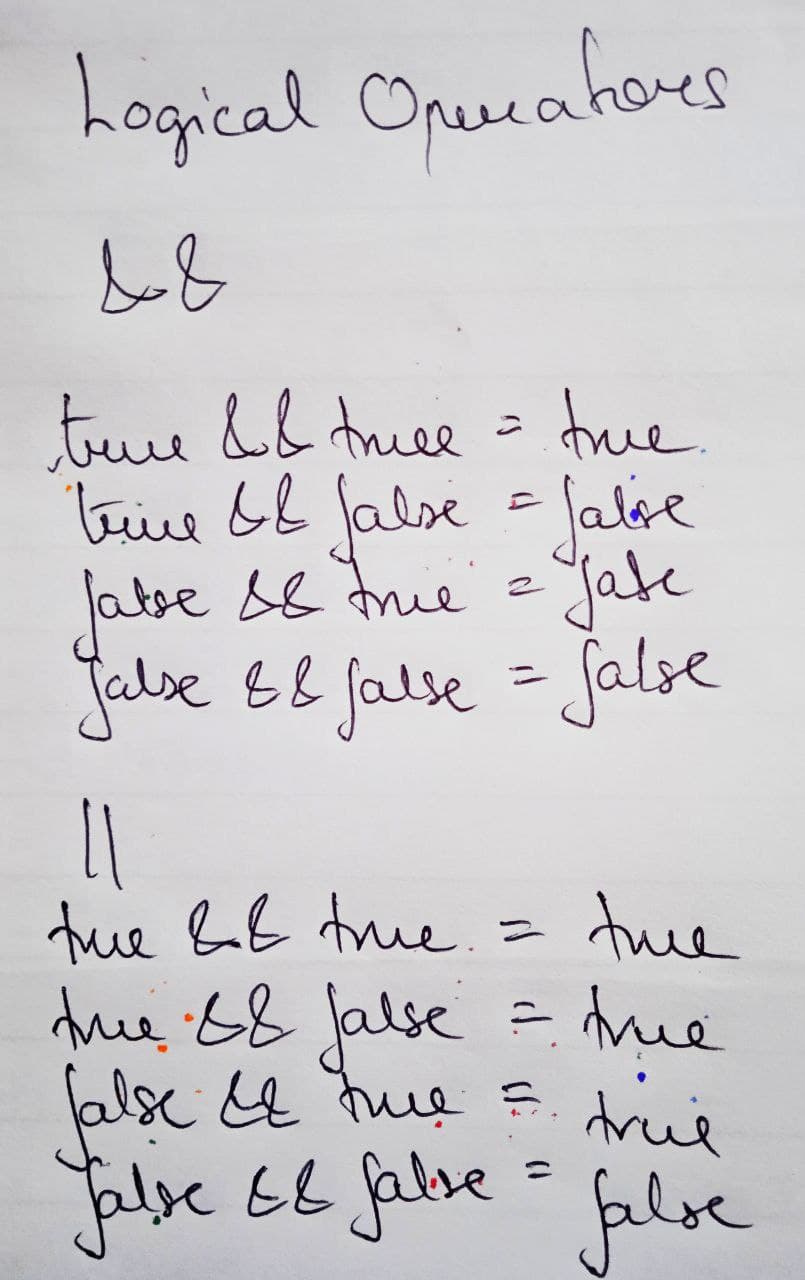 Logical Operators
&&
true && true = true
true && false = false
false && true = false
false && false = false
||
true && true = true
true && false = true
false && true = true
false && false = false